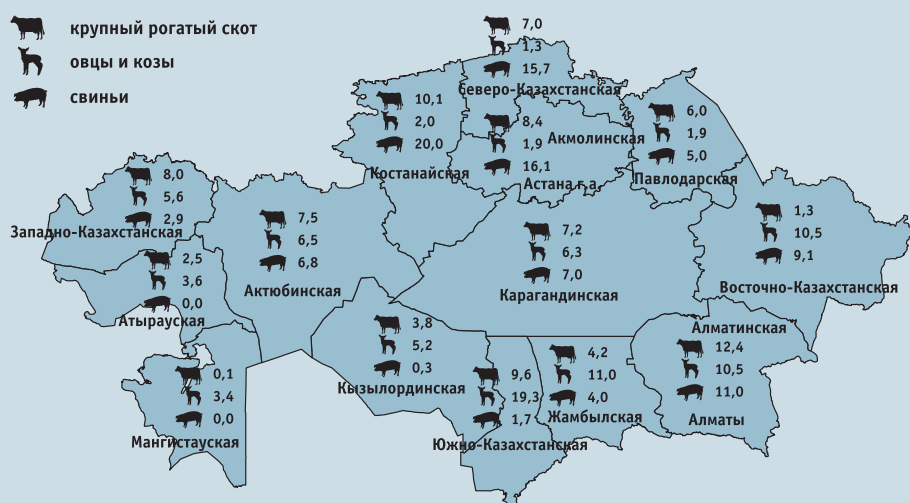 крупный рогатый скот
овцы и козы
свиньи
7,0
1,3
15,7
Северо-Казахстанская
10,1
2,0
20,0
Костанайская
8,4
1,9
16,1
Акмолинская
Астана г.а.
6,0
1,9
5,0
Павлодарская
8,0
5,6
2,9
Западно-Казахстанская
7,5
6,5
6,8
Актюбинская
7,2
6,3
7,0
Карагандинская
1,3
10,5
9,1
Восточно-Казахстанская
2,5
3,6
0,0
Атырауская
3,8
5,2
0,3
Кызылординская
Алматинская
12,4
10,5
11,0
Алматы
4,2
11,0
4,0
Жамбылская
9,6
19,3
1,7
Южно-Казахстанская
0,1
3,4
0,0
Мангистауская